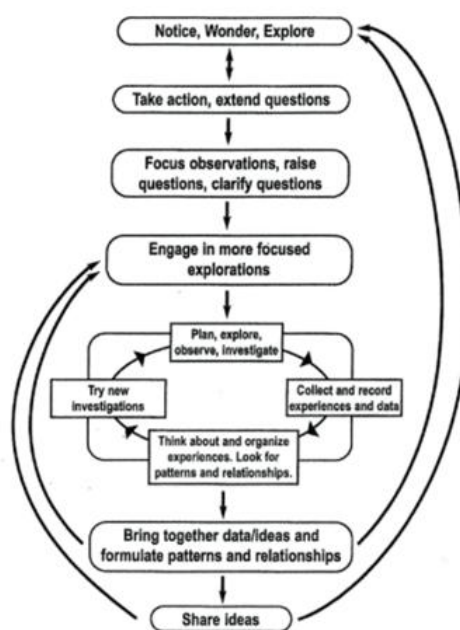 Notice, Wonder, Explore
Take action, extend questions
Focus observations, raise
questions, clarify questions
Engage in more focused
explorations
Plan, explore,
observe, investigate
Try new
investigations
Collect and record
experiences and data
Think about and organize
experiences. Look for
patterns and relationships.
Bring together data/ideas and
formulate patterns and relationships
Share ideas